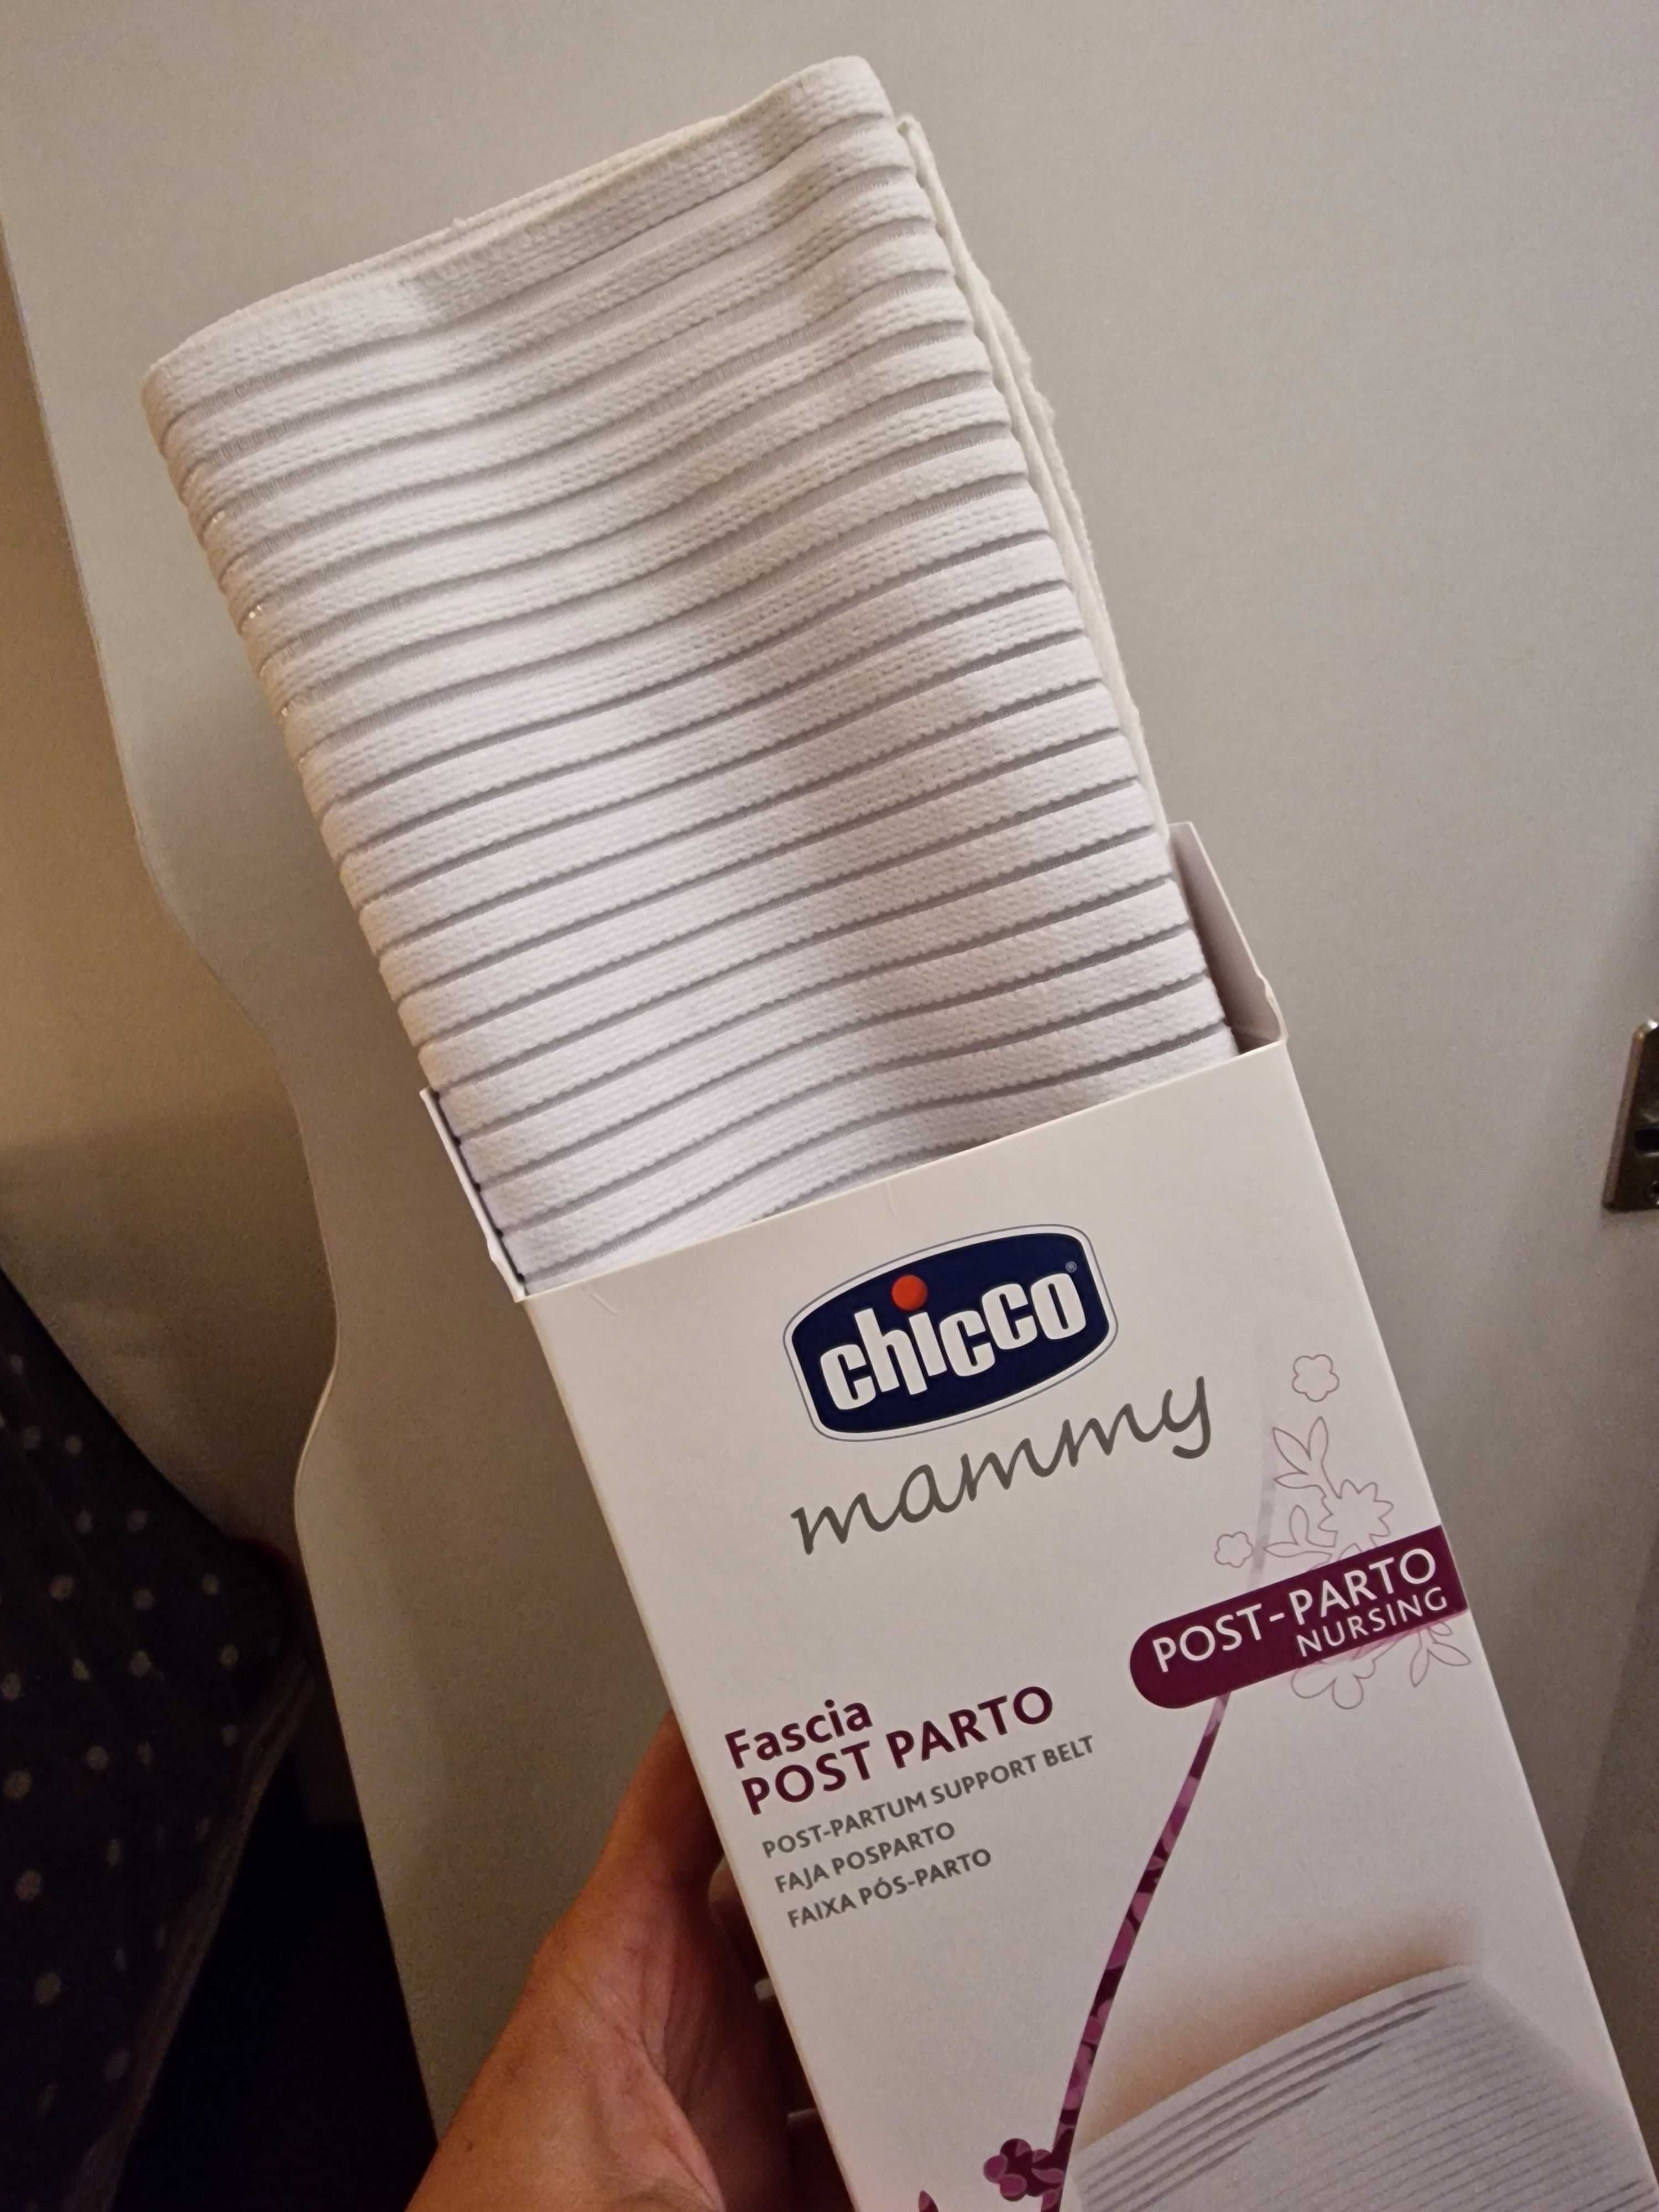 chicco®
mammy
POST-PARTO
NURSING
Fascia
POST PARTO
POST-PARTUM SUPPORT BELT
FAJA POSPARTO
FAIXA PÓS-PARTO